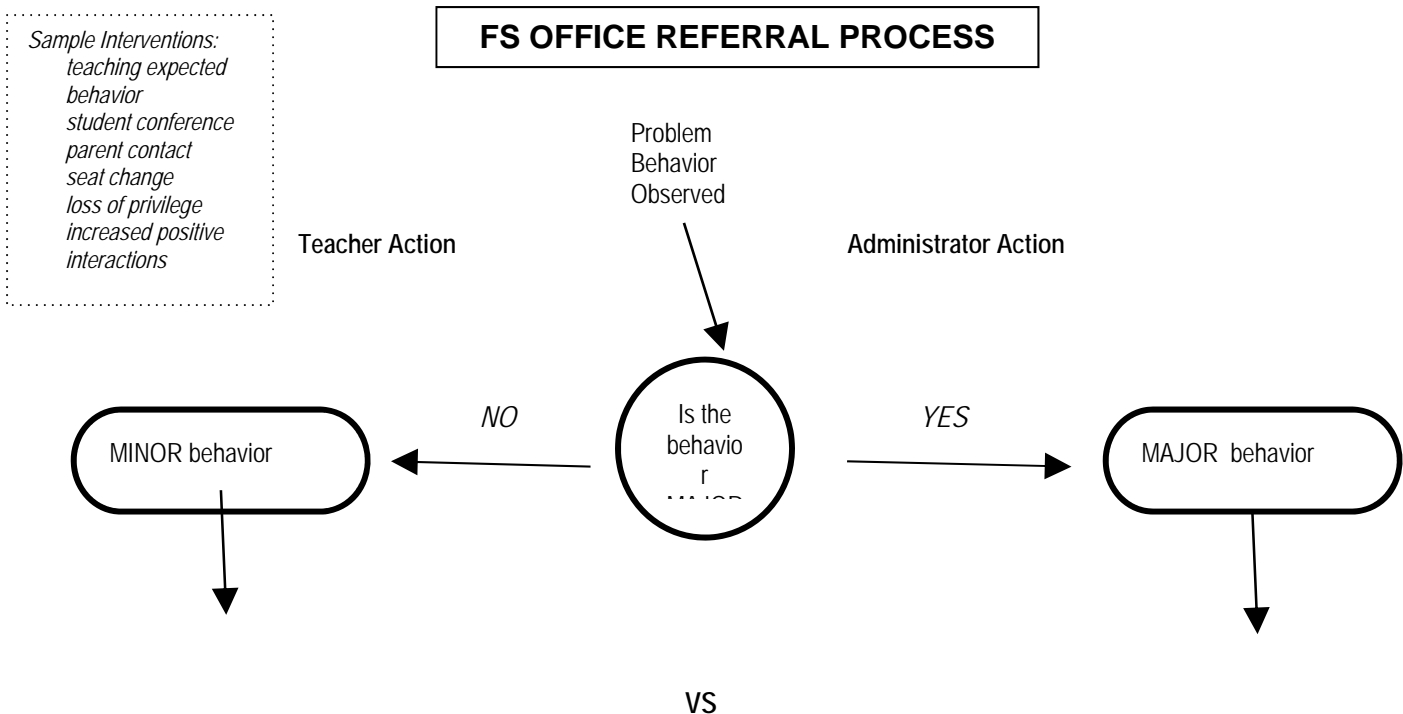 FS OFFICE REFERRAL PROCESS
Sample Interventions:
teaching expected
behavior
student conference
parent contact
seat change
loss of privilege
increased positive
interactions
Problem
Behavior
Observed
Teacher Action
Administrator Action
NO
Is the
behavio
r
YES
MINOR behavior
MAJOR behavior
VS